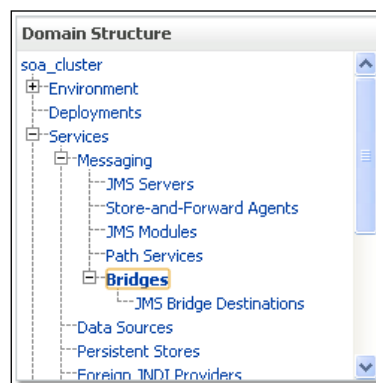 Domain Structure
soa_cluster
Environment
Deployments
Services
Messaging
JMS Servers
Store-and-Forward Agents
JMS Modules
Path Services
Bridges
JMS Bridge Destinations
Data Sources
Persistent Stores
Foreign JNDI Providers